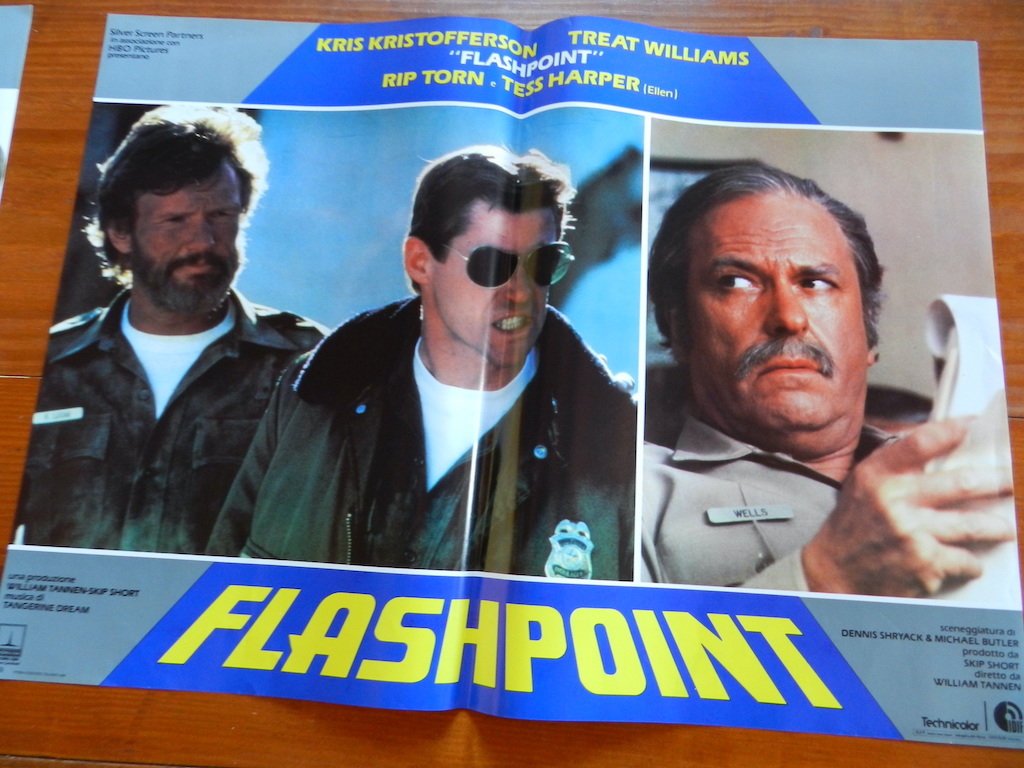 Silver Screen Partners
in associazione con
HBO Pictures
presentano
KRIS KRISTOFFERSON TREAT WILLIAMS
"FLASHPOINT"
RIP TORN e TESS HARPER (Ellen)
WELLS
una produzione
WILLIAM TANNEN-SKIP SHORT
musica di
TANGERINE DREAM
FLASHPOINT
sceneggiatura di
DENNIS SHRYACK & MICHAEL BUTLER
prodotto da
SKIP SHORT
diretto da
WILLIAM TANNEN
Technicolor